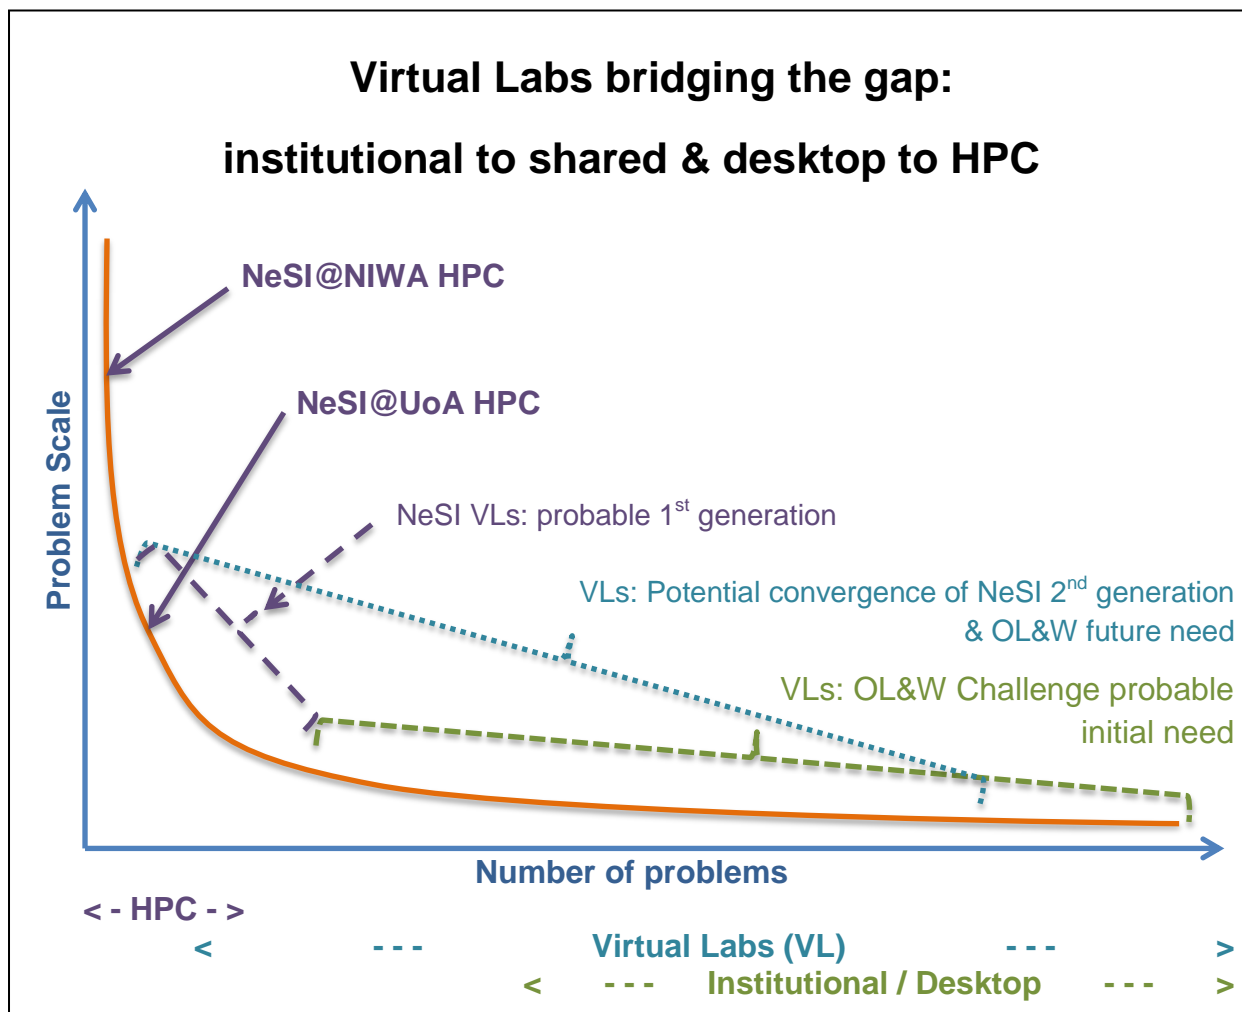 Virtual Labs bridging the gap:
institutional to shared & desktop to HPC
NeSI@NIWA HPC
NeSI@UoA HPC
Problem Scale
NeSI VLs: probable 1st generation
VLs: Potential convergence of NeSI 2nd generation
& OL&W future need
VLs: OL&W Challenge probable
initial need
Number of problems
< - HPC - >
< - - - Virtual Labs (VL) - - - >
< - - - Institutional / Desktop - - - >